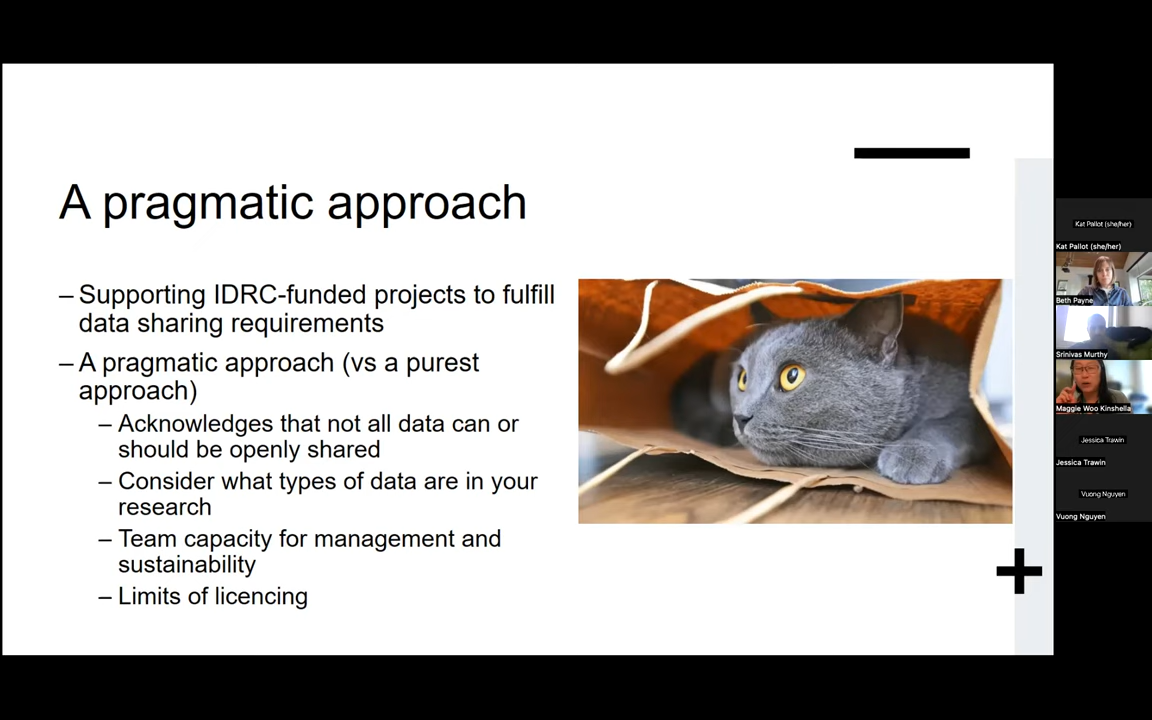 A pragmatic approach
– Supporting IDRC-funded projects to fulfill
data sharing requirements
– A pragmatic approach (vs a purest
approach)
– Acknowledges that not all data can or
should be openly shared
– Consider what types of data are in your
research
– Team capacity for management and
sustainability
– Limits of licencing
Kat Pallot (she/her)
Kat Pallot (she/her)
Beth Payne
Srinivas Murthy
Maggie Woo Kinshella
Jessica Trawin
Jessica Trawin
Vuong Nguyen
Vuong Nguyen